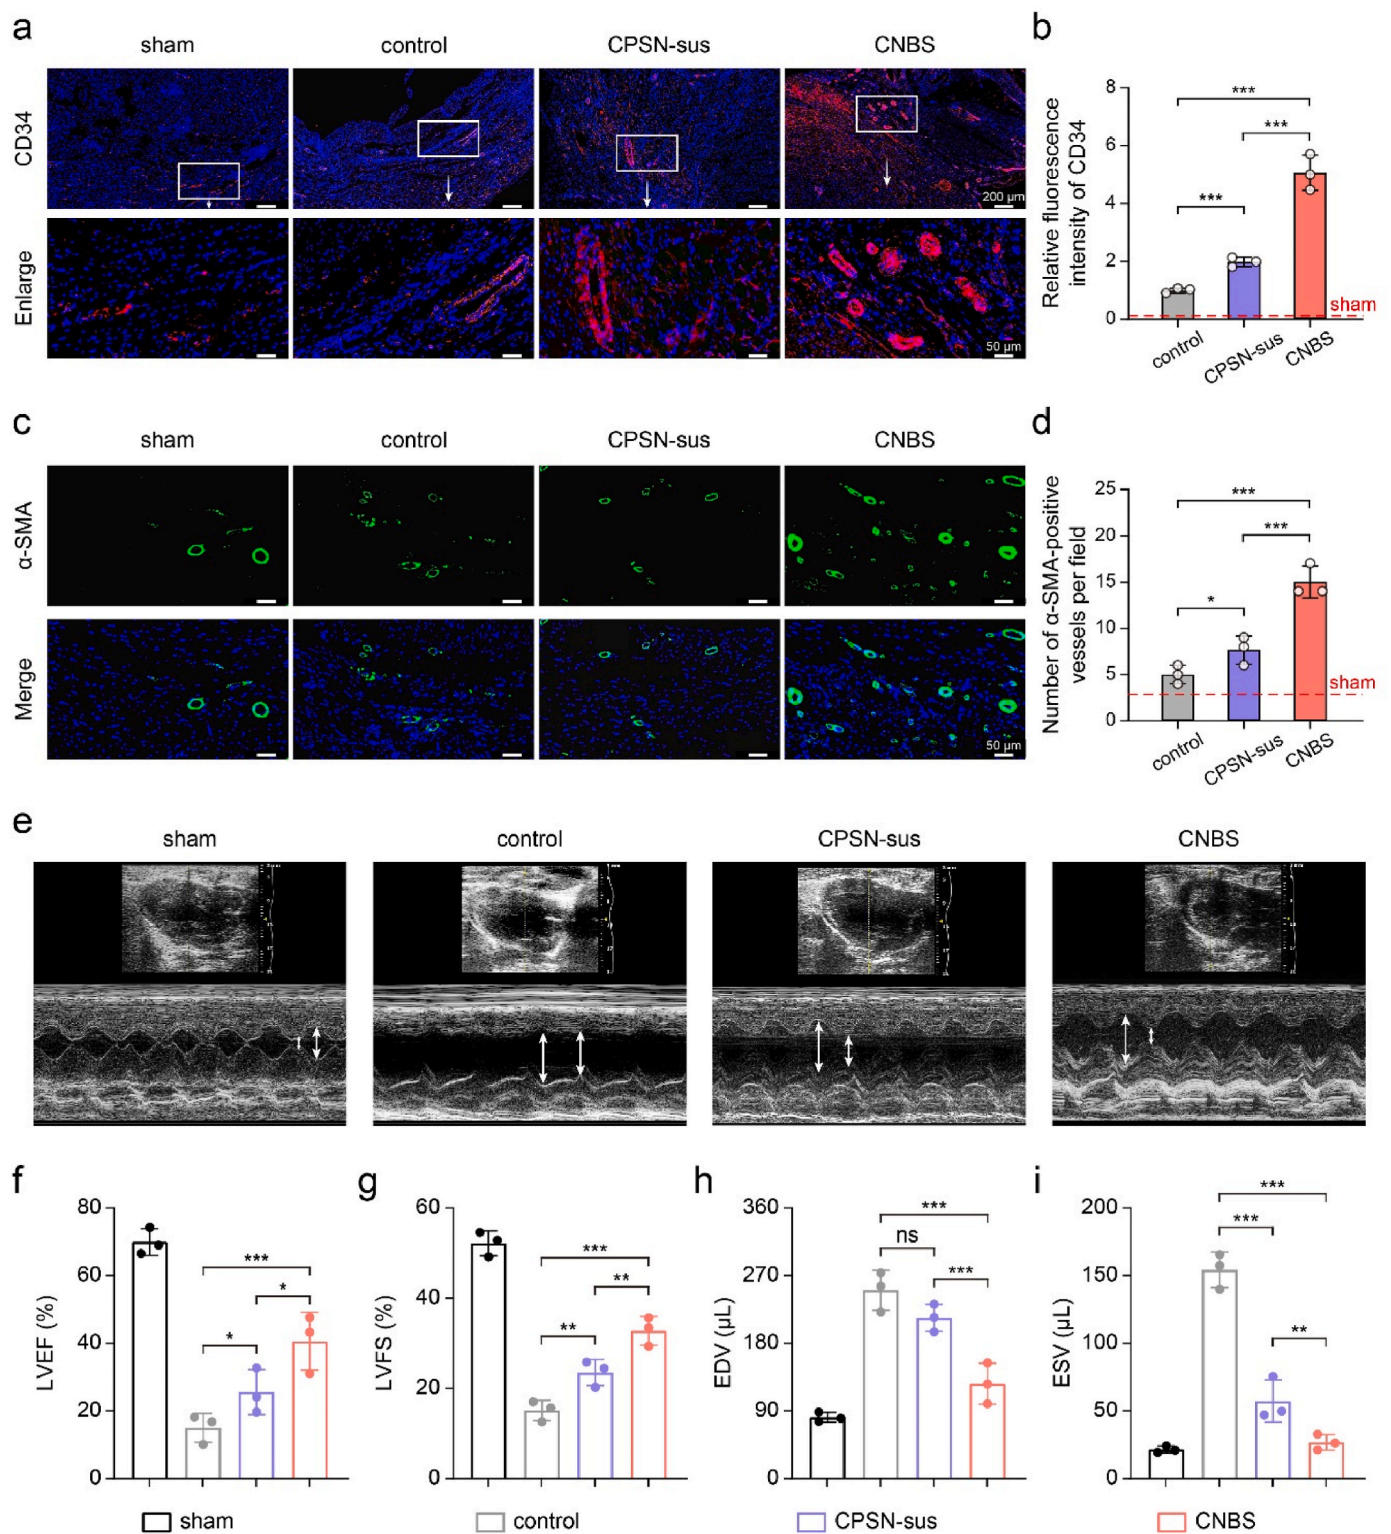 a
sham
control
CPSN-sus
CNBS
CD34
200 µm
Enlarge
50 µm
b
Relative fluorescence
intensity of CD34
8
6
4
2
0
***
***
***
sham
control
CPSN-sus
CNBS
c
sham
control
CPSN-sus
CNBS
α-SMA
Merge
50 µm
d
Number of α-SMA-positive
vessels per field
25
20
15
10
5
0
***
***
*
sham
control
CPSN-sus
CNBS
e
sham
control
CPSN-sus
CNBS
f
LVEF (%)
80
60
40
20
0
***
*
*
g
LVFS (%)
60
40
20
0
***
**
**
h
EDV (µL)
360
270
180
90
0
***
ns
***
i
ESV (µL)
200
150
100
50
0
***
***
**
sham
control
CPSN-sus
CNBS